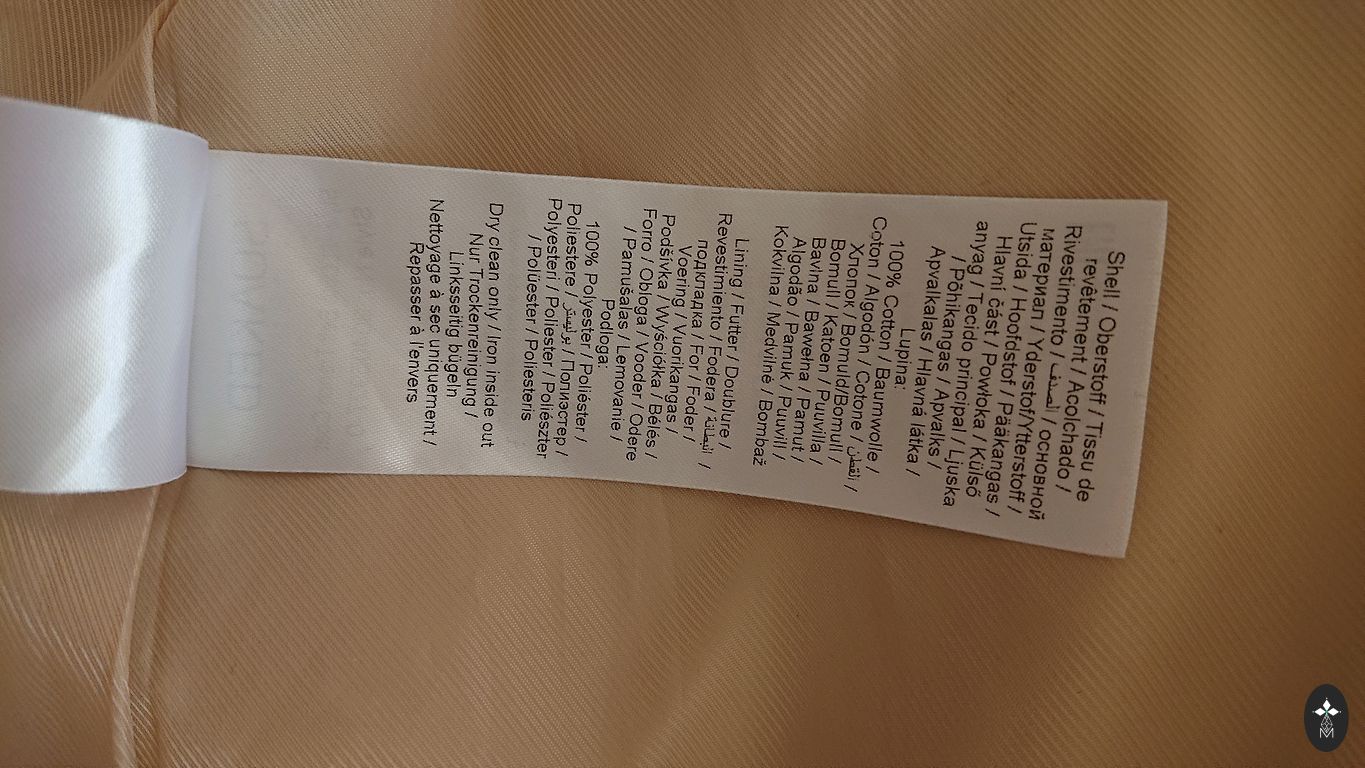 Shell / Oberstoff / Tissu de
revêtement / Acolchado /
Rivestimento / الصدف / основной
материал / Yderstof/Ytterstoff /
Utsida / Hoofdstof / Pääkangas /
Hlavní část / Powłoka / Külső
anyag / Tecido principal / Ljuska
/ Põhikangas / Apvalks /
Apvalkalas / Hlavná látka /
Lupina:
100% Cotton / Baumwolle /
Coton / Algodón / Cotone / القطن /
Хлопок / Bomuld/Bomull /
Bomull / Katoen / Puuvilla /
Bavlna / Bawełna / Pamut /
Algodão / Pamuk / Puuvill /
Kokvilna / Medvilnė / Bombaž
Lining / Futter / Doublure /
Revestimiento / Fodera / البطانة /
подкладка / For / Foder /
Voering / Vuorikangas /
Podšívka / Wyściółka / Bélés /
Forro / Obloga / Vooder / Odere
/ Pamušalas / Lemovanie /
Podloga:
100% Polyester / Poliéster /
Poliestere / بوليستر / Полиэстер /
Polyesteri / Poliester / Poliészter
/ Polüester / Poliesteris
Dry clean only / Iron inside out
Nur Trockenreinigung /
Linksseitig bügeln
Nettoyage à sec uniquement /
Repasser à l'envers
M